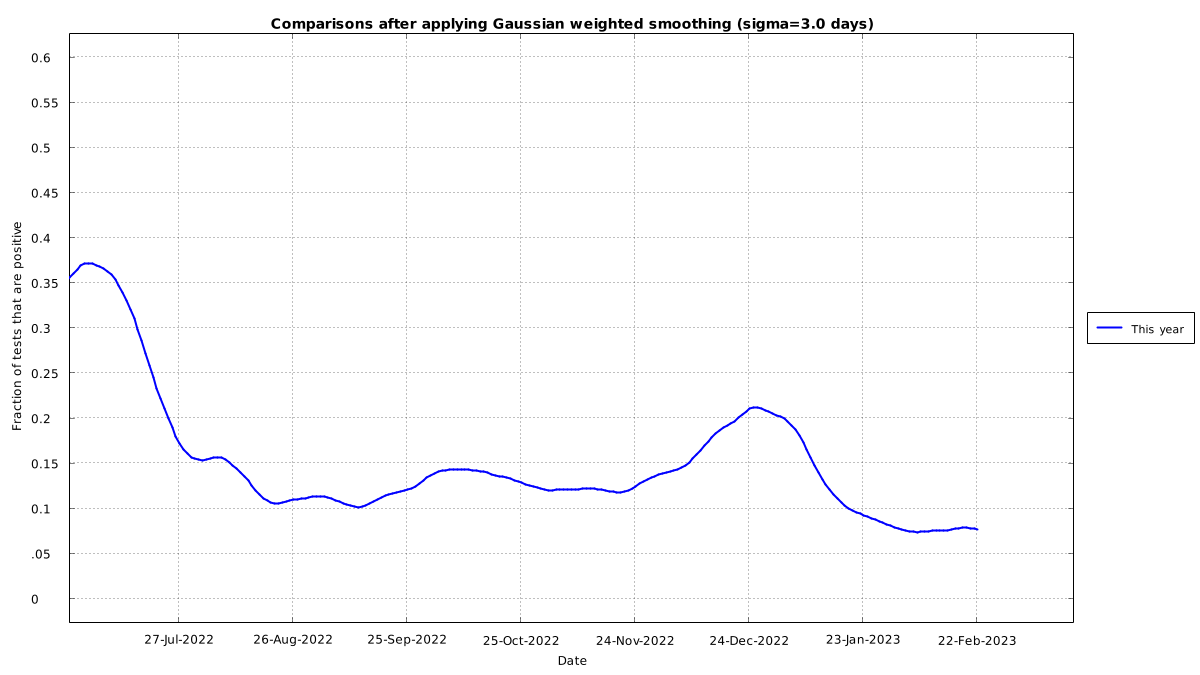 Comparisons after applying Gaussian weighted smoothing (sigma=3.0 days)
0.6
0.55
0.5
0.45
0.4
0.35
0.3
0.25
0.2
0.15
0.1
.05
0
Fraction of tests that are positive
This year
27-Jul-2022 26-Aug-2022 25-Sep-2022 25-Oct-2022 24-Nov-2022 24-Dec-2022 23-Jan-2023 22-Feb-2023
Date